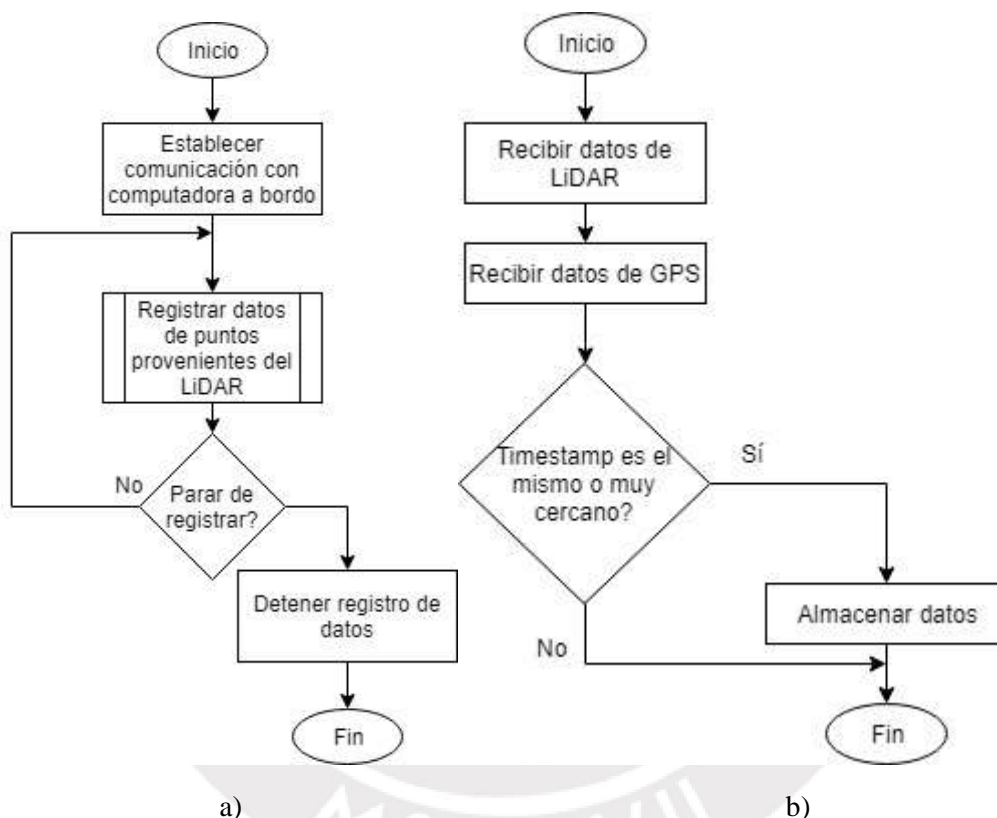 Inicio
Establecer
comunicación con
computadora a bordo
Registrar datos
de puntos
provenientes del
LiDAR
No
Parar de
registrar?
Detener registro de
datos
Fin
a)
Inicio
Recibir datos de
LiDAR
Recibir datos de GPS
Timestamp es el
mismo o muy
cercano?
Sí
Almacenar datos
No
Fin
b)